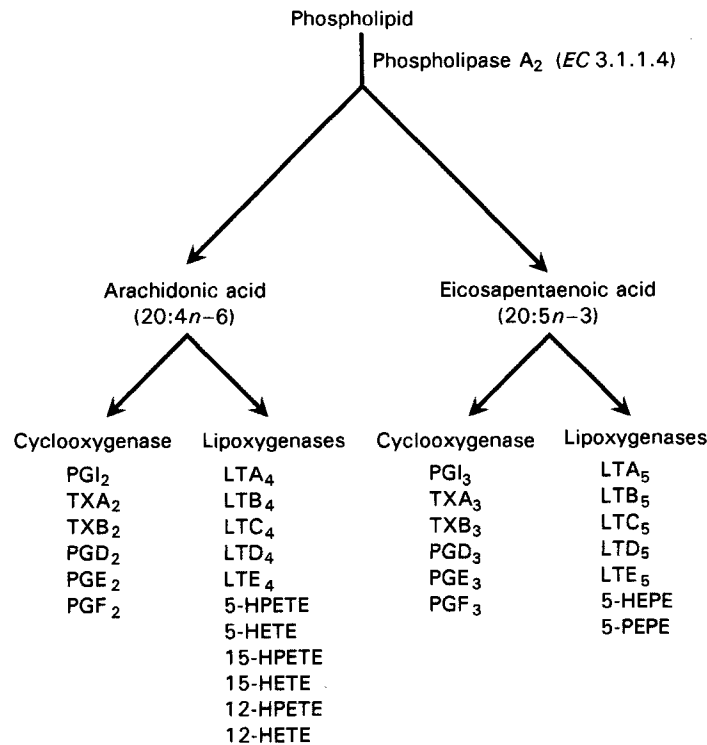 Phospholipid
Phospholipase A₂ (EC 3.1.1.4)
Arachidonic acid
(20:4n−6)
Eicosapentaenoic acid
(20:5n−3)
Cyclooxygenase
PGI₂
TXA₂
TXB₂
PGD₂
PGE₂
PGF₂
Lipoxygenases
LTA₄
LTB₄
LTC₄
LTD₄
LTE₄
5-HPETE
5-HETE
15-HPETE
15-HETE
12-HPETE
12-HETE
Cyclooxygenase
PGI₃
TXA₃
TXB₃
PGD₃
PGE₃
PGF₃
Lipoxygenases
LTA₅
LTB₅
LTC₅
LTD₅
LTE₅
5-HEPE
5-PEPE